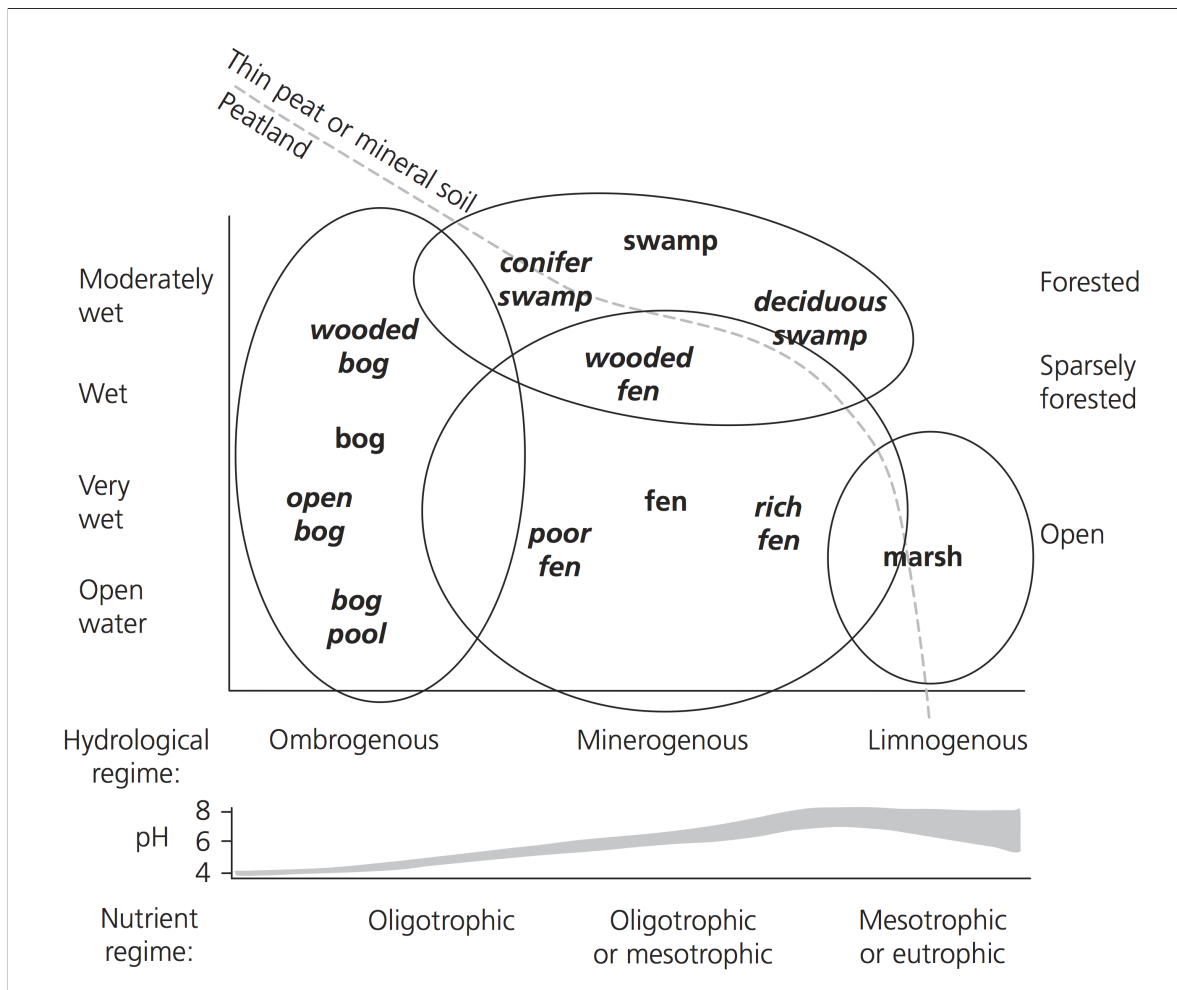 Thin peat or mineral soil
Peatland
Moderately
wet
Wet
Very
wet
Open
water
swamp
conifer
swamp
deciduous
swamp
wooded
bog
wooded
fen
bog
open
bog
fen
rich
fen
poor
fen
marsh
bog
pool
Forested
Sparsely
forested
Open
Hydrological
regime:
Ombrogenous
Minerogenous
Limnogenous
pH
8
6
4
Nutrient
regime:
Oligotrophic
Oligotrophic
or mesotrophic
Mesotrophic
or eutrophic